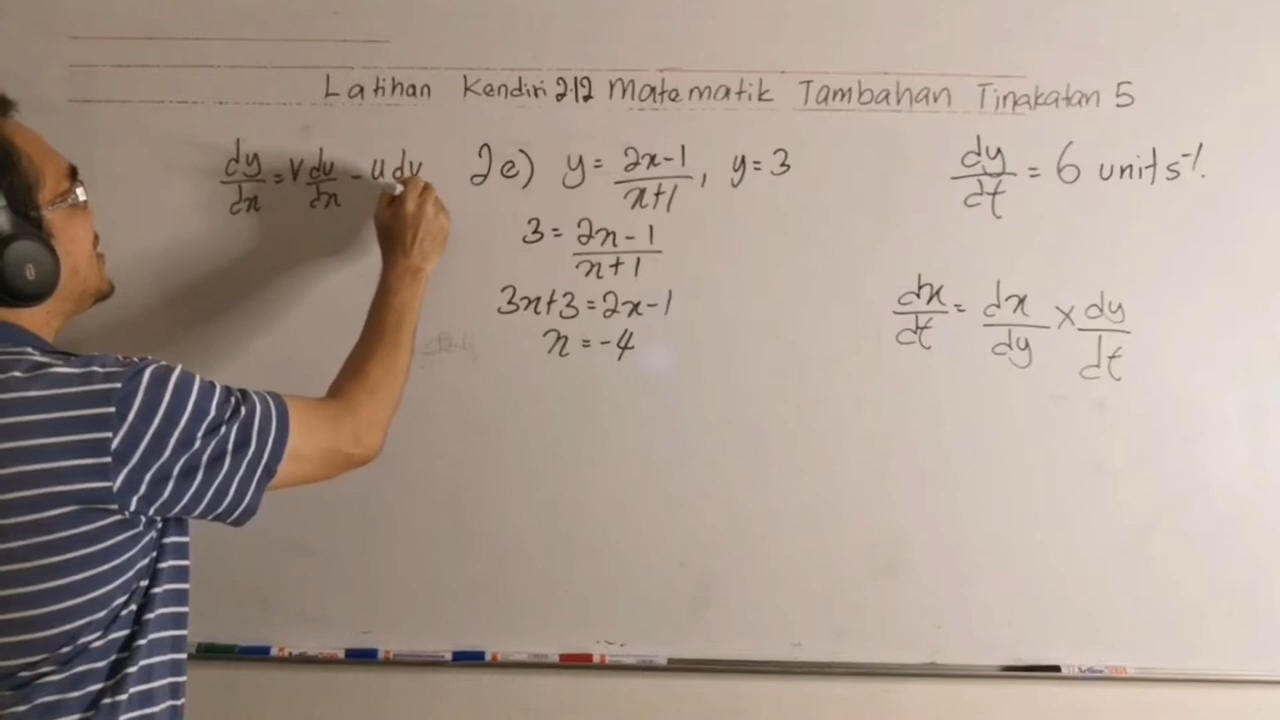 Latihan Kendiri 2.12 Matematik Tambahan Tingkatan 5
dy/dx = v du/dx - u dv
2e) y = 2x-1/x+1, y = 3
3 = 2x-1/x+1
3x+3 = 2x-1
x = -4
dy/dt = 6 units⁻¹.
dx/dt = dx/dy × dy/dt